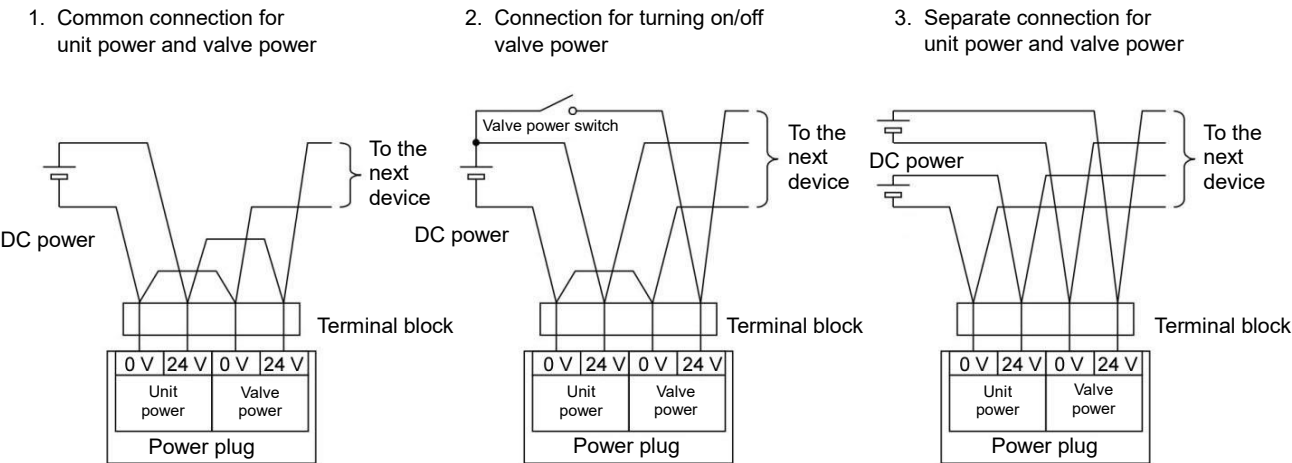 1. Common connection for
unit power and valve power
To the
next
device
DC power
Terminal block
0 V 24 V 0 V 24 V
Unit
power
Valve
power
Power plug
2. Connection for turning on/off
valve power
Valve power switch
To the
next
device
DC power
Terminal block
0 V 24 V 0 V 24 V
Unit
power
Valve
power
Power plug
3. Separate connection for
unit power and valve power
To the
next
device
DC power
Terminal block
0 V 24 V 0 V 24 V
Unit
power
Valve
power
Power plug